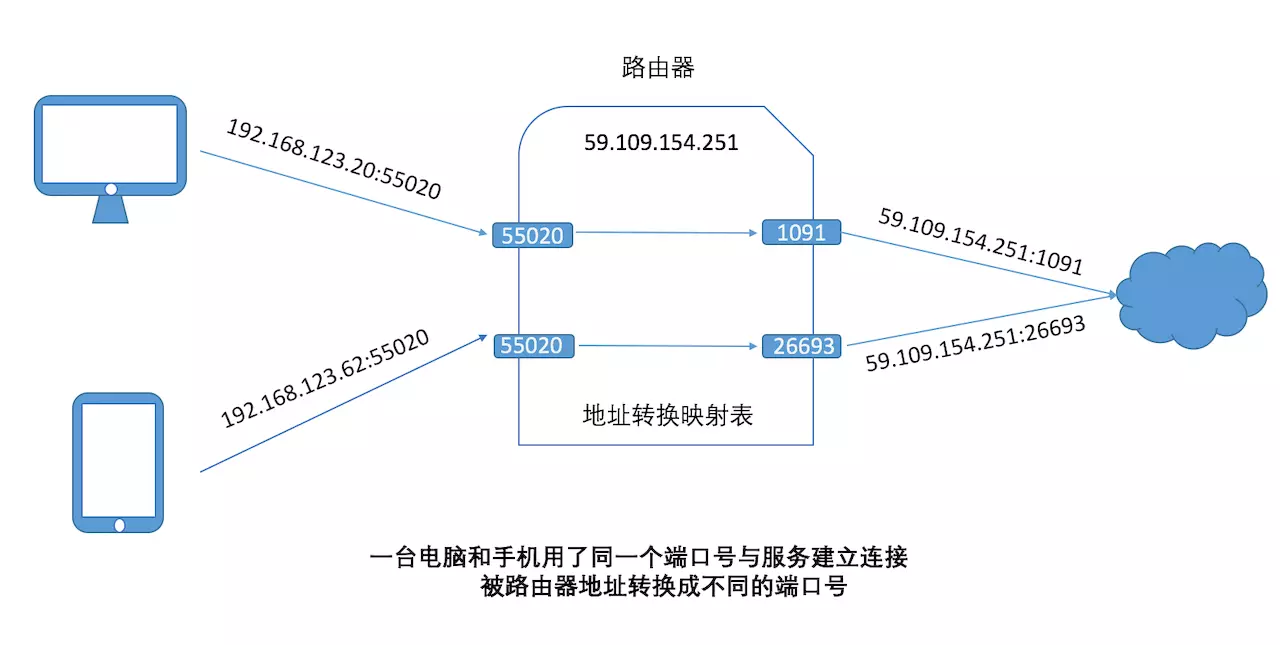 路由器
59.109.154.251
192.168.123.20:55020
55020
1091
59.109.154.251:1091
192.168.123.62:55020
55020
26693
59.109.154.251:26693
地址转换映射表
一台电脑和手机用了同一个端口号与服务建立连接
被路由器地址转换成不同的端口号